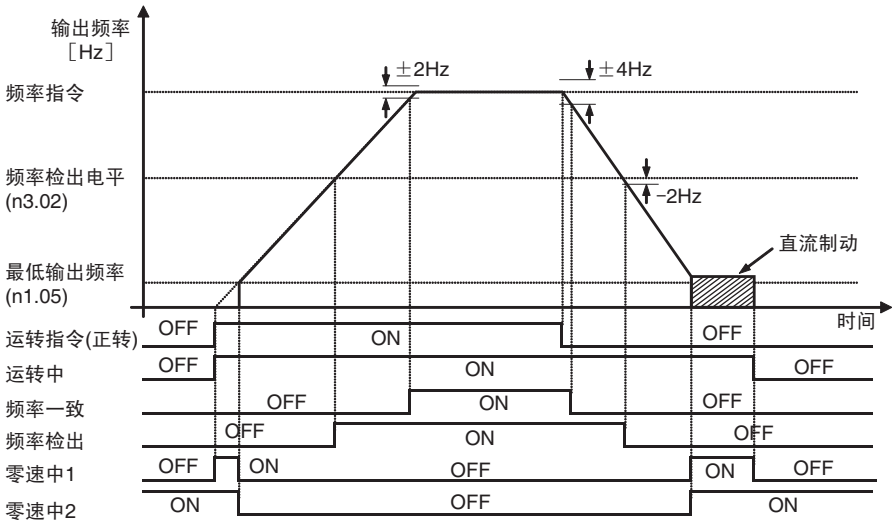 输出频率
［Hz］
±2Hz
±4Hz
频率指令
频率检出电平
(n3.02)
-2Hz
直流制动
最低输出频率
(n1.05)
时间
运转指令(正转) OFF ON OFF
运转中 OFF ON OFF
频率一致 OFF ON OFF
频率检出 OFF ON OFF
零速中1 OFF ON OFF ON OFF
零速中2 ON OFF ON